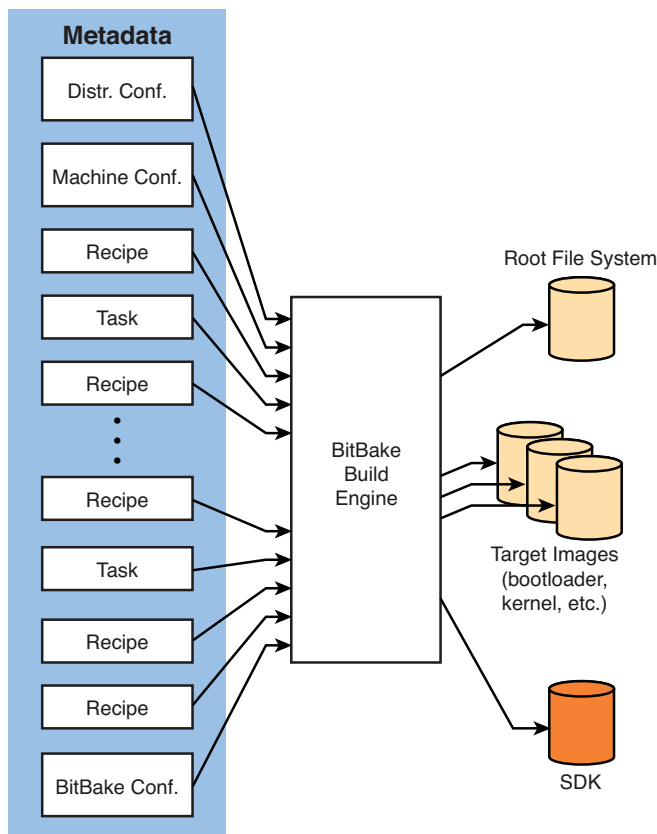 Metadata
Distr. Conf.
Machine Conf.
Recipe
Task
Recipe
Recipe
Task
Recipe
Recipe
BitBake Conf.
BitBake
Build
Engine
Root File System
Target Images
(bootloader,
kernel, etc.)
SDK